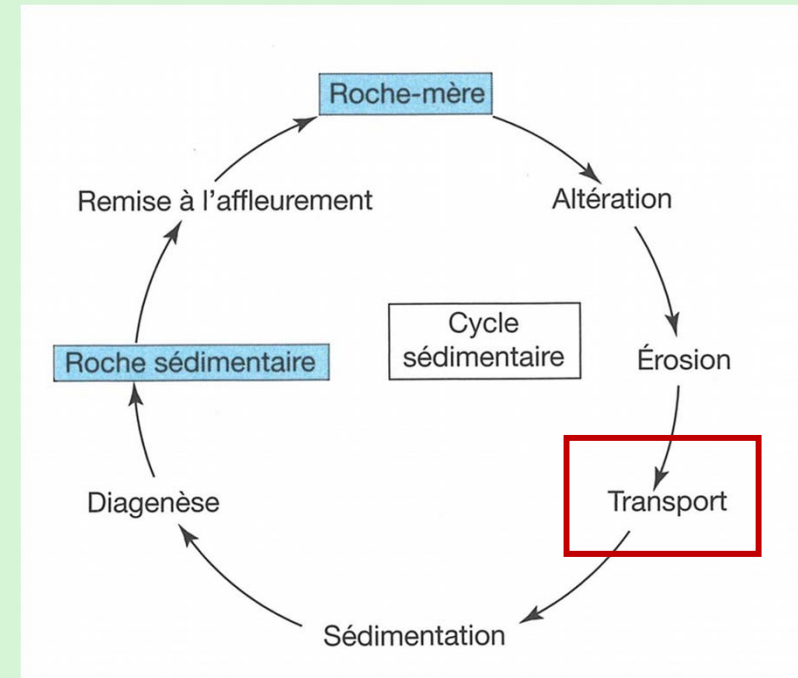 Roche-mère
Remise à l'affleurement
Altération
Cycle
sédimentaire
Roche sédimentaire
Érosion
Diagenèse
Transport
Sédimentation